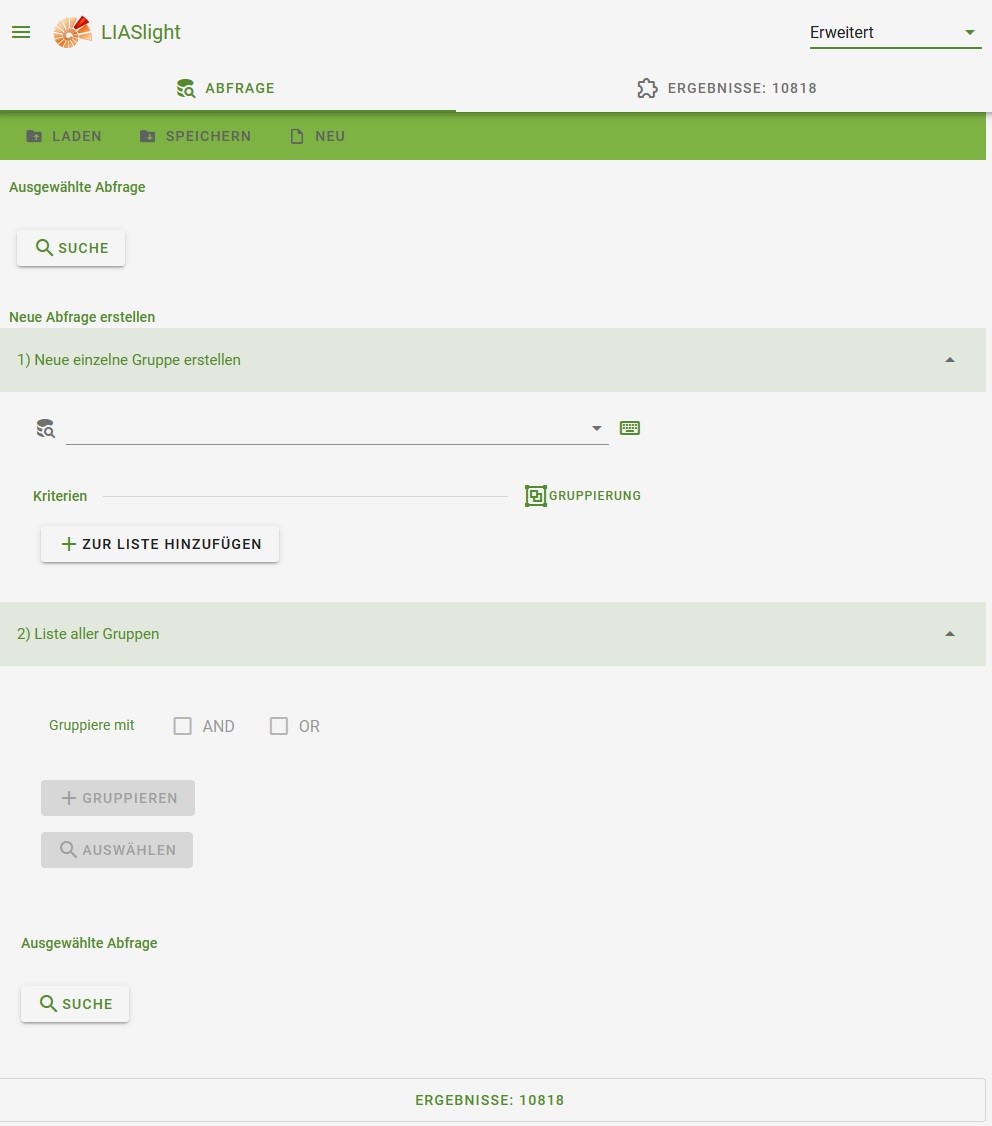 LIASlight
Erweitert
ABFRAGE
ERGEBNISSE: 10818
LADEN
SPEICHERN
NEU
Ausgewählte Abfrage
SUCHE
Neue Abfrage erstellen
1) Neue einzelne Gruppe erstellen
Kriterien
GRUPPIERUNG
ZUR LISTE HINZUFÜGEN
2) Liste aller Gruppen
Gruppiere mit
AND
OR
GRUPPIEREN
AUSWÄHLEN
Ausgewählte Abfrage
SUCHE
ERGEBNISSE: 10818